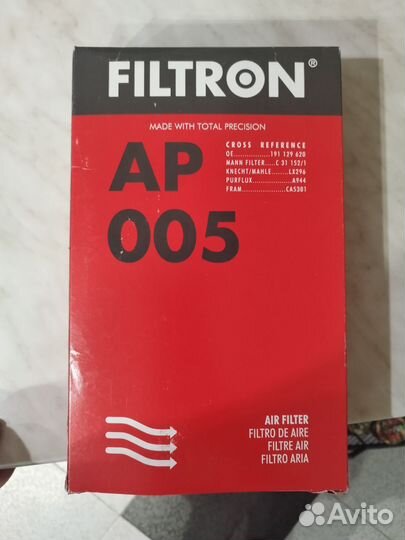 FILTRON®
MADE WITH TOTAL PRECISION
AP
005
CROSS REFERENCE
OE.................191 129 620
MANN FILTER.....C 31 152/1
KNECHT/MAHLE........LX296
PURFLUX...............A944
FRAM.................CA5301
AIR FILTER
FILTRO DE AIRE
FILTRE AIR
FILTRO ARIA
Avito